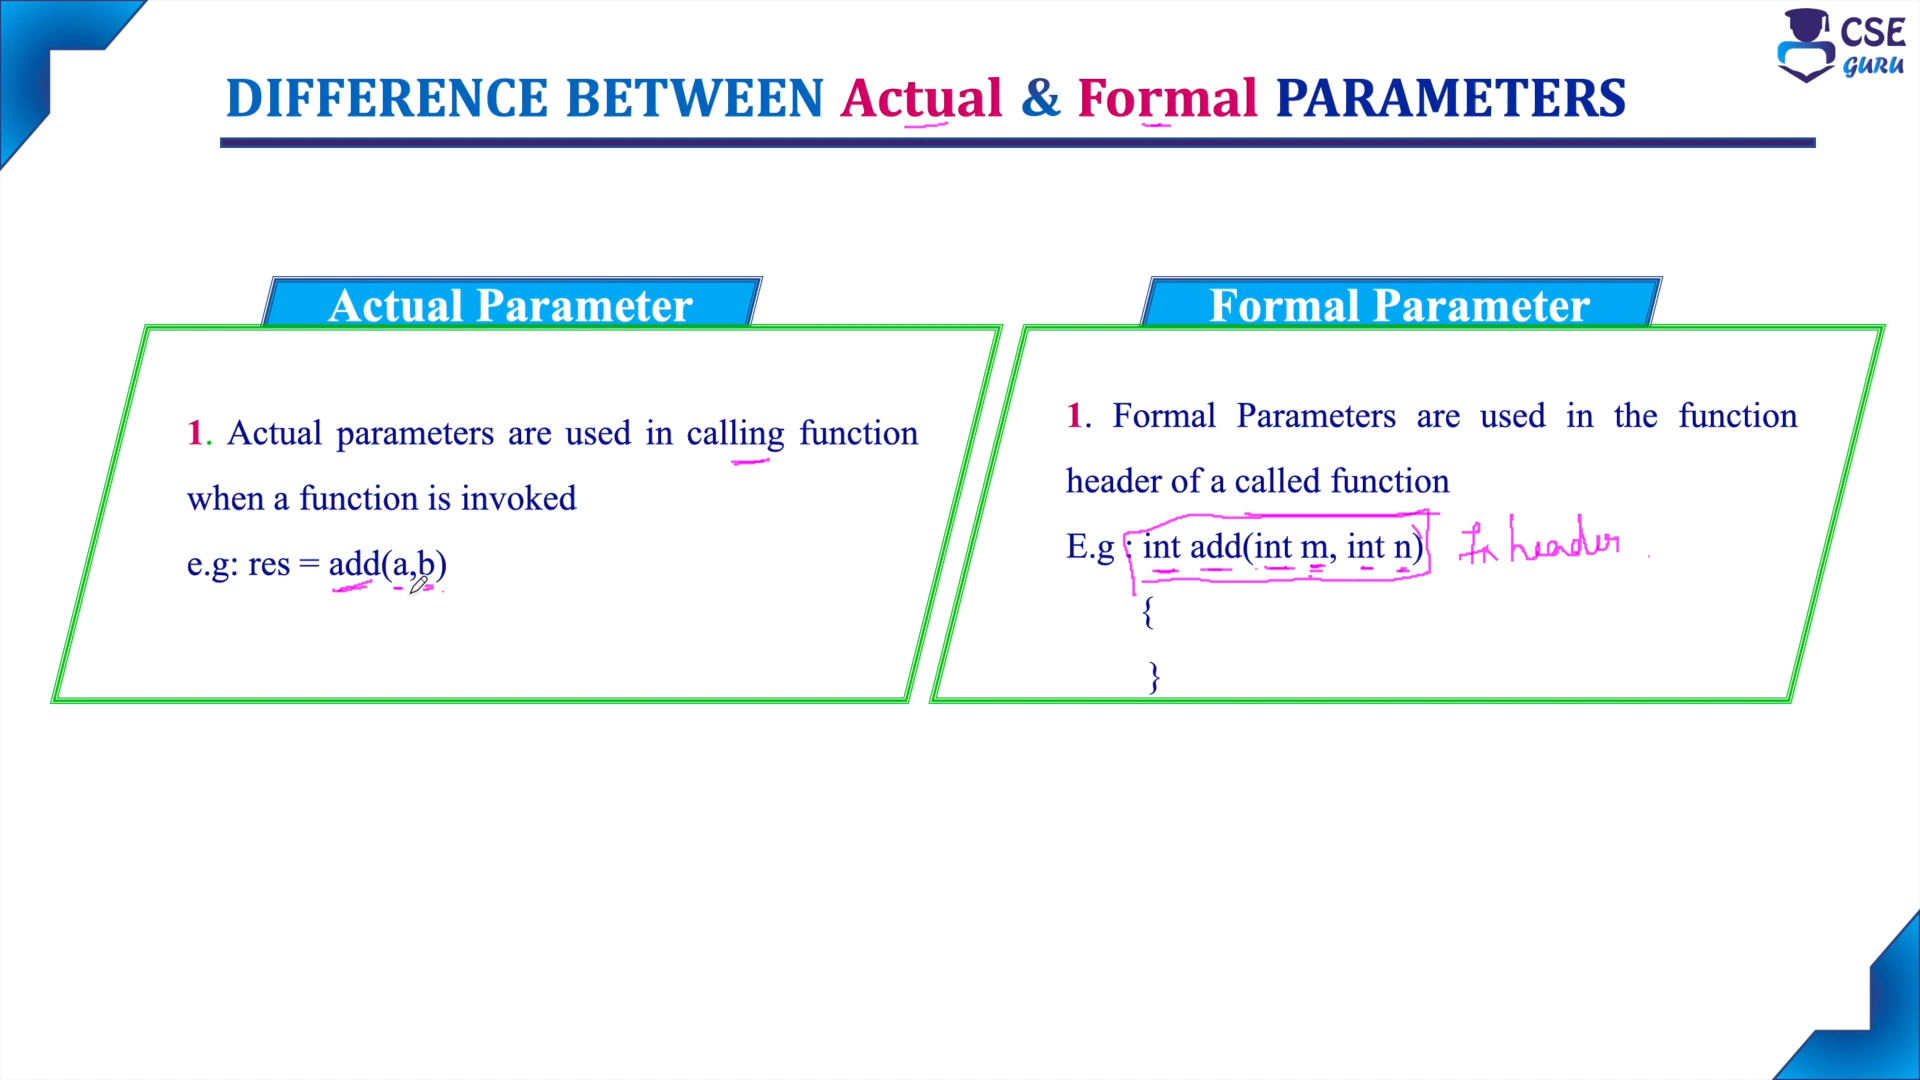 CSE
GURU
DIFFERENCE BETWEEN Actual & Formal PARAMETERS
Actual Parameter
1. Actual parameters are used in calling function
when a function is invoked
e.g: res = add(a,b)
Formal Parameter
1. Formal Parameters are used in the function
header of a called function
E.g : int add(int m, int n) In header
{
}